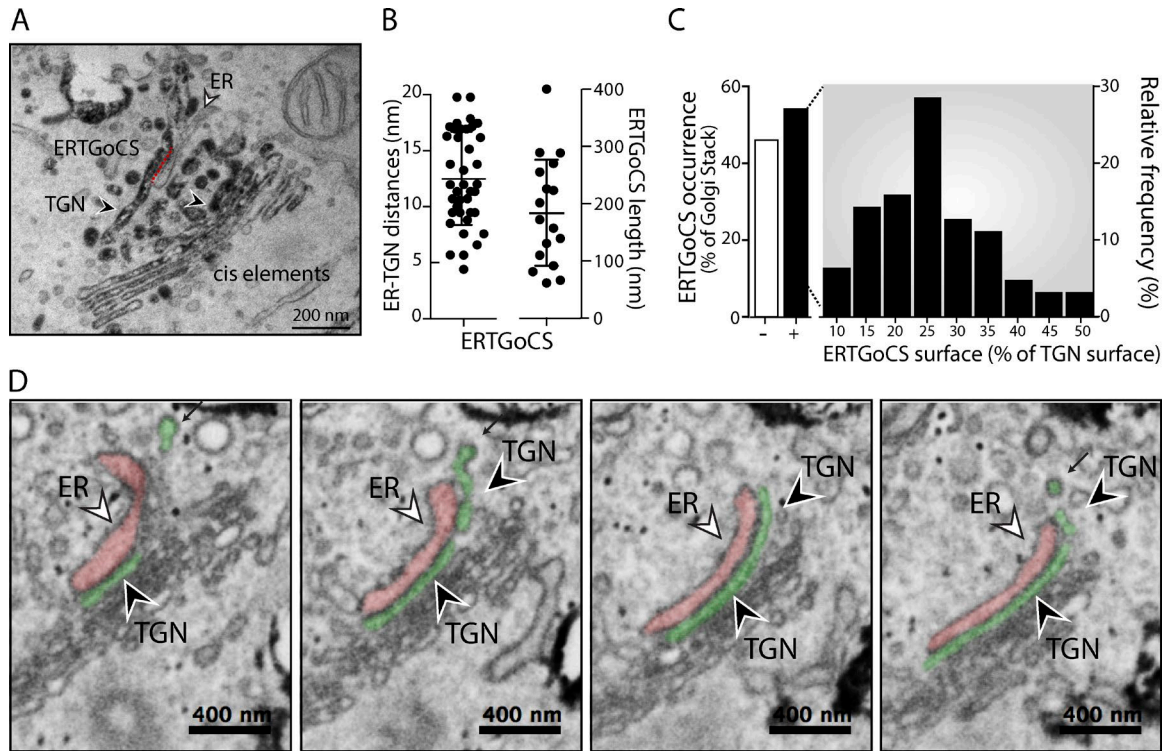 A
ER
ERTGoCS
TGN
cis elements
200 nm
B
ER-TGN distances (nm)
20
15
10
5
0
400
300
200
100
0
ERTGoCS length (nm)
ERTGoCS
C
ERTGoCS occurrence
(% of Golgi Stack)
60
40
20
0
- +
30
20
10
0
Relative frequency (%)
10 15 20 25 30 35 40 45 50
ERTGoCS surface (% of TGN surface)
D
ER
TGN
400 nm
TGN
ER
TGN
400 nm
TGN
ER
TGN
400 nm
TGN
ER
TGN
400 nm